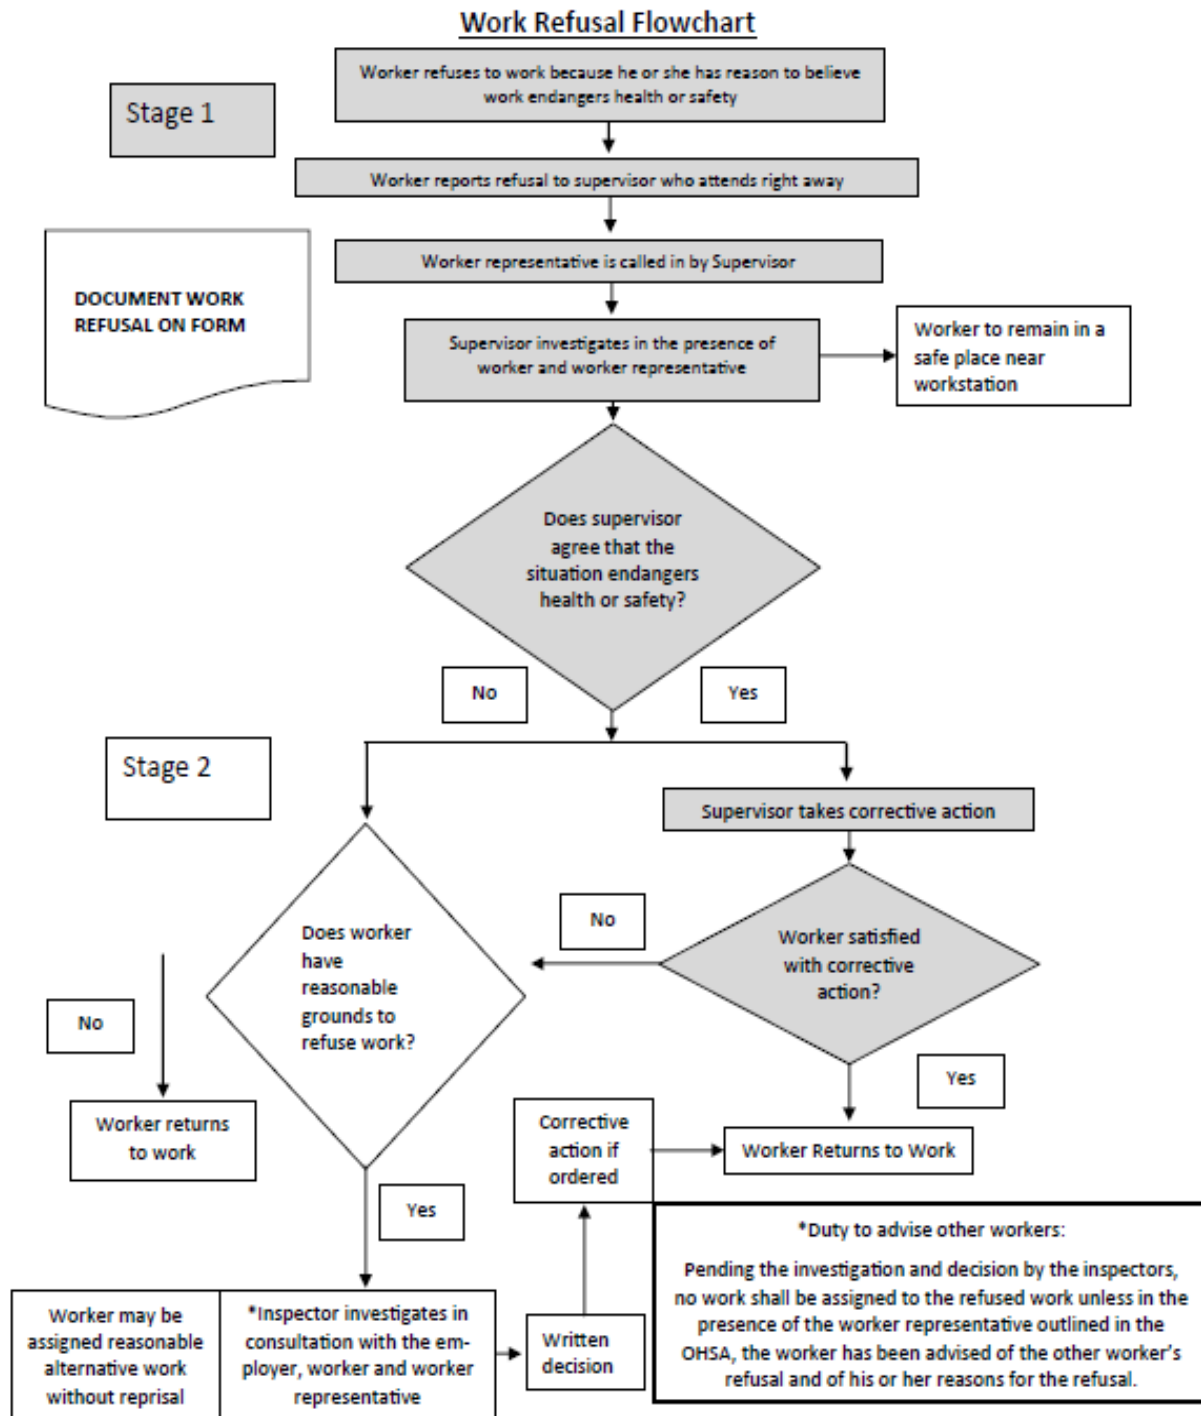 Work Refusal Flowchart
Stage 1
Worker refuses to work because he or she has reason to believe
work endangers health or safety
Worker reports refusal to supervisor who attends right away
Worker representative is called in by Supervisor
DOCUMENT WORK
REFUSAL ON FORM
Supervisor investigates in the presence of
worker and worker representative
Worker to remain in a
safe place near
workstation
Does supervisor
agree that the
situation endangers
health or safety?
No
Yes
Stage 2
Supervisor takes corrective action
Does worker
have
reasonable
grounds to
refuse work?
No
Worker satisfied
with corrective
action?
No
Worker returns
to work
Yes
Corrective
action if
ordered
Worker Returns to Work
Yes
Worker may be
assigned reasonable
alternative work
without reprisal
*Inspector investigates in
consultation with the em-
ployer, worker and worker
representative
Written
decision
*Duty to advise other workers:
Pending the investigation and decision by the inspectors,
no work shall be assigned to the refused work unless in the
presence of the worker representative outlined in the
OHSA, the worker has been advised of the other worker's
refusal and of his or her reasons for the refusal.